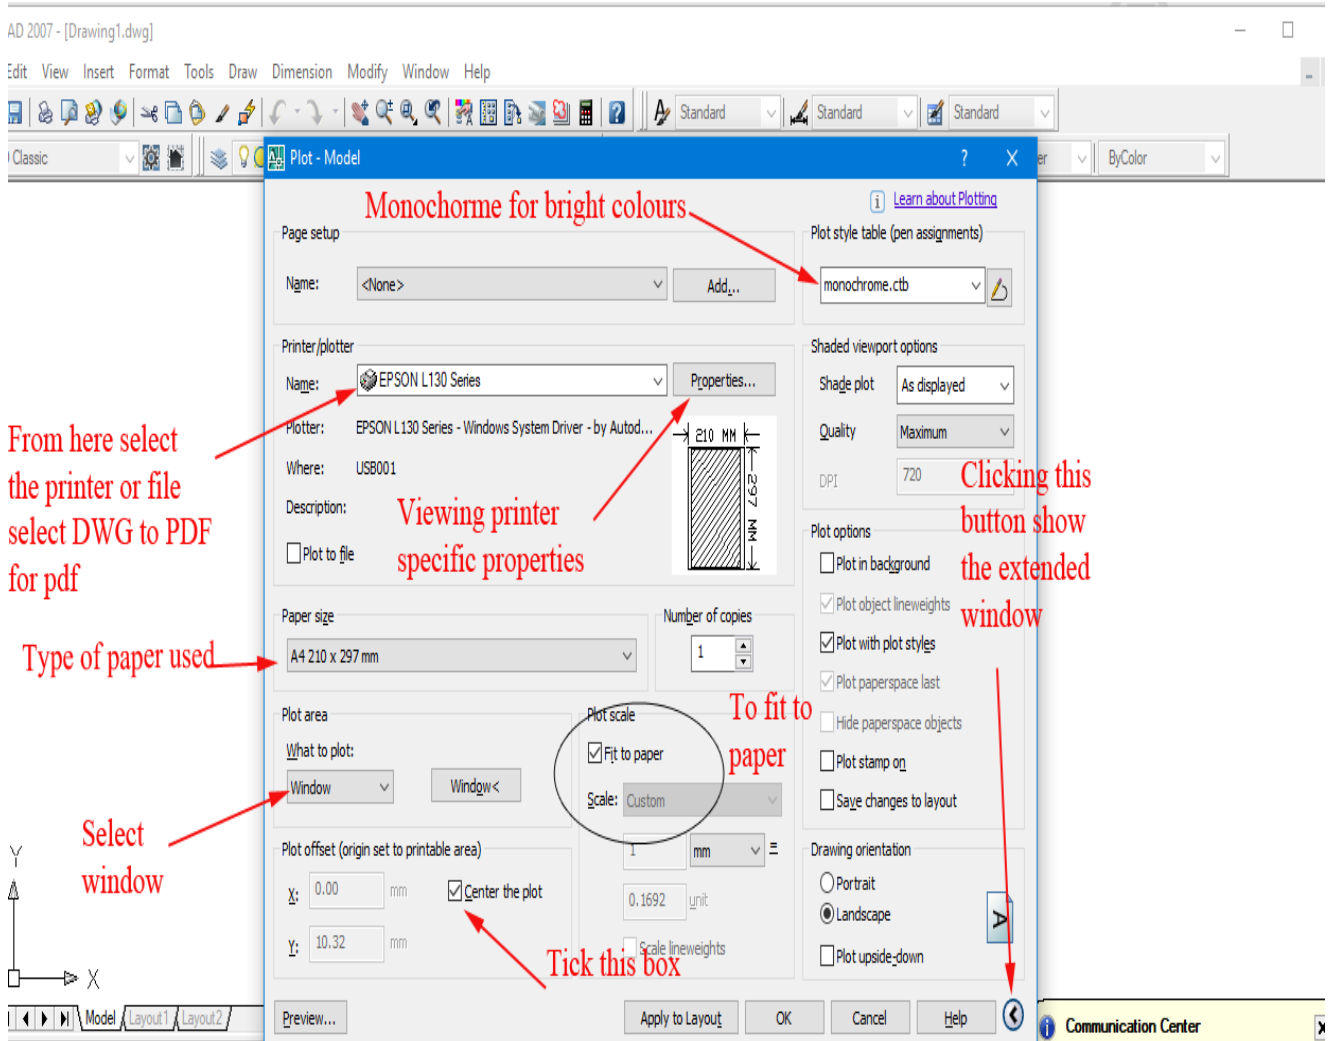 AD 2007 - [Drawing1.dwg]
Edit View Insert Format Tools Draw Dimension Modify Window Help
Standard Standard Standard
Classic ByColor
Plot - Model
Learn about Plotting
Monochorme for bright colours
Page setup
Name: <None> Add...
Plot style table (pen assignments)
monochrome.ctb
Printer/plotter
Name: EPSON L130 Series Properties...
Plotter: EPSON L130 Series - Windows System Driver - by Autod...
Where: USB001
Description:
Plot to file
210 MM
297 MM
Shaded viewport options
Shade plot As displayed
Quality Maximum
DPI 720
From here select
the printer or file
select DWG to PDF
for pdf
Viewing printer
specific properties
Clicking this
button show
the extended
window
Plot options
Plot in background
Plot object lineweights
Plot with plot styles
Plot paperspace last
Hide paperspace objects
Plot stamp on
Save changes to layout
Paper size
A4 210 x 297 mm
Number of copies
1
Type of paper used
Plot area
What to plot:
Window Window<
Plot scale
Fit to paper
Scale: Custom
1 mm =
0.1692 unit
Scale lineweights
To fit to
paper
Select
window
Plot offset (origin set to printable area)
X: 0.00 mm Center the plot
Y: 10.32 mm
Tick this box
Drawing orientation
Portrait
Landscape
A
Plot upside-down
Y
X
Model Layout1 Layout2
Preview... Apply to Layout OK Cancel Help
Communication Center